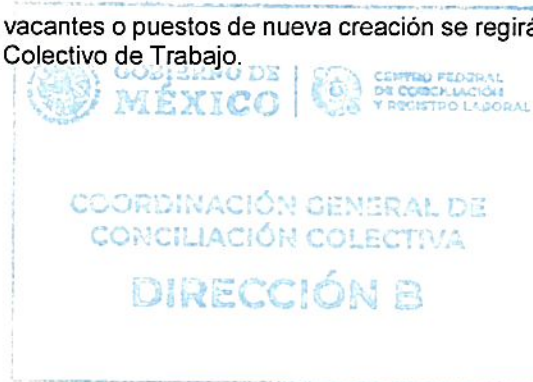 vacantes o puestos de nueva creación se regirá
Colectivo de Trabajo.
GOBIERNO DE
MÉXICO
CENTRO FEDERAL
DE CONCILIACIÓN
Y REGISTRO LABORAL
COORDINACIÓN GENERAL DE
CONCILIACIÓN COLECTIVA
DIRECCIÓN B